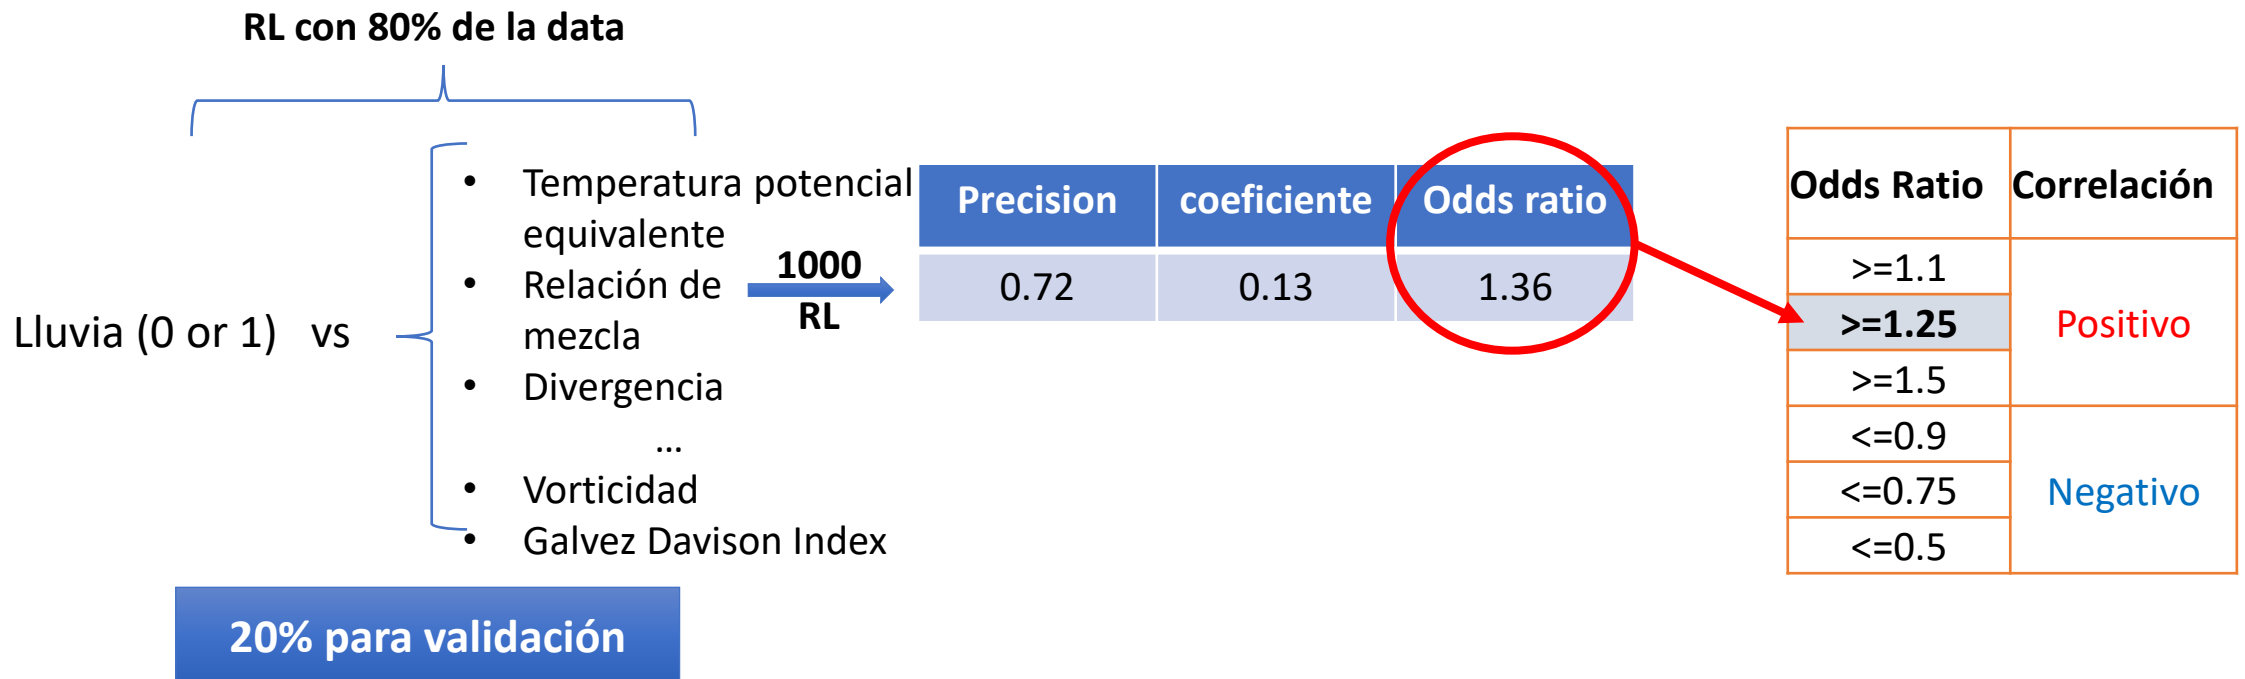 RL con 80% de la data
Lluvia (0 or 1) vs
• Temperatura potencial
equivalente
• Relación de
mezcla
• Divergencia
...
• Vorticidad
• Galvez Davison Index
1000
RL
Precision coeficiente Odds ratio
0.72 0.13 1.36
Odds Ratio Correlación
>=1.1
>=1.25
>=1.5
Positivo
<=0.9
<=0.75
<=0.5
Negativo
20% para validación